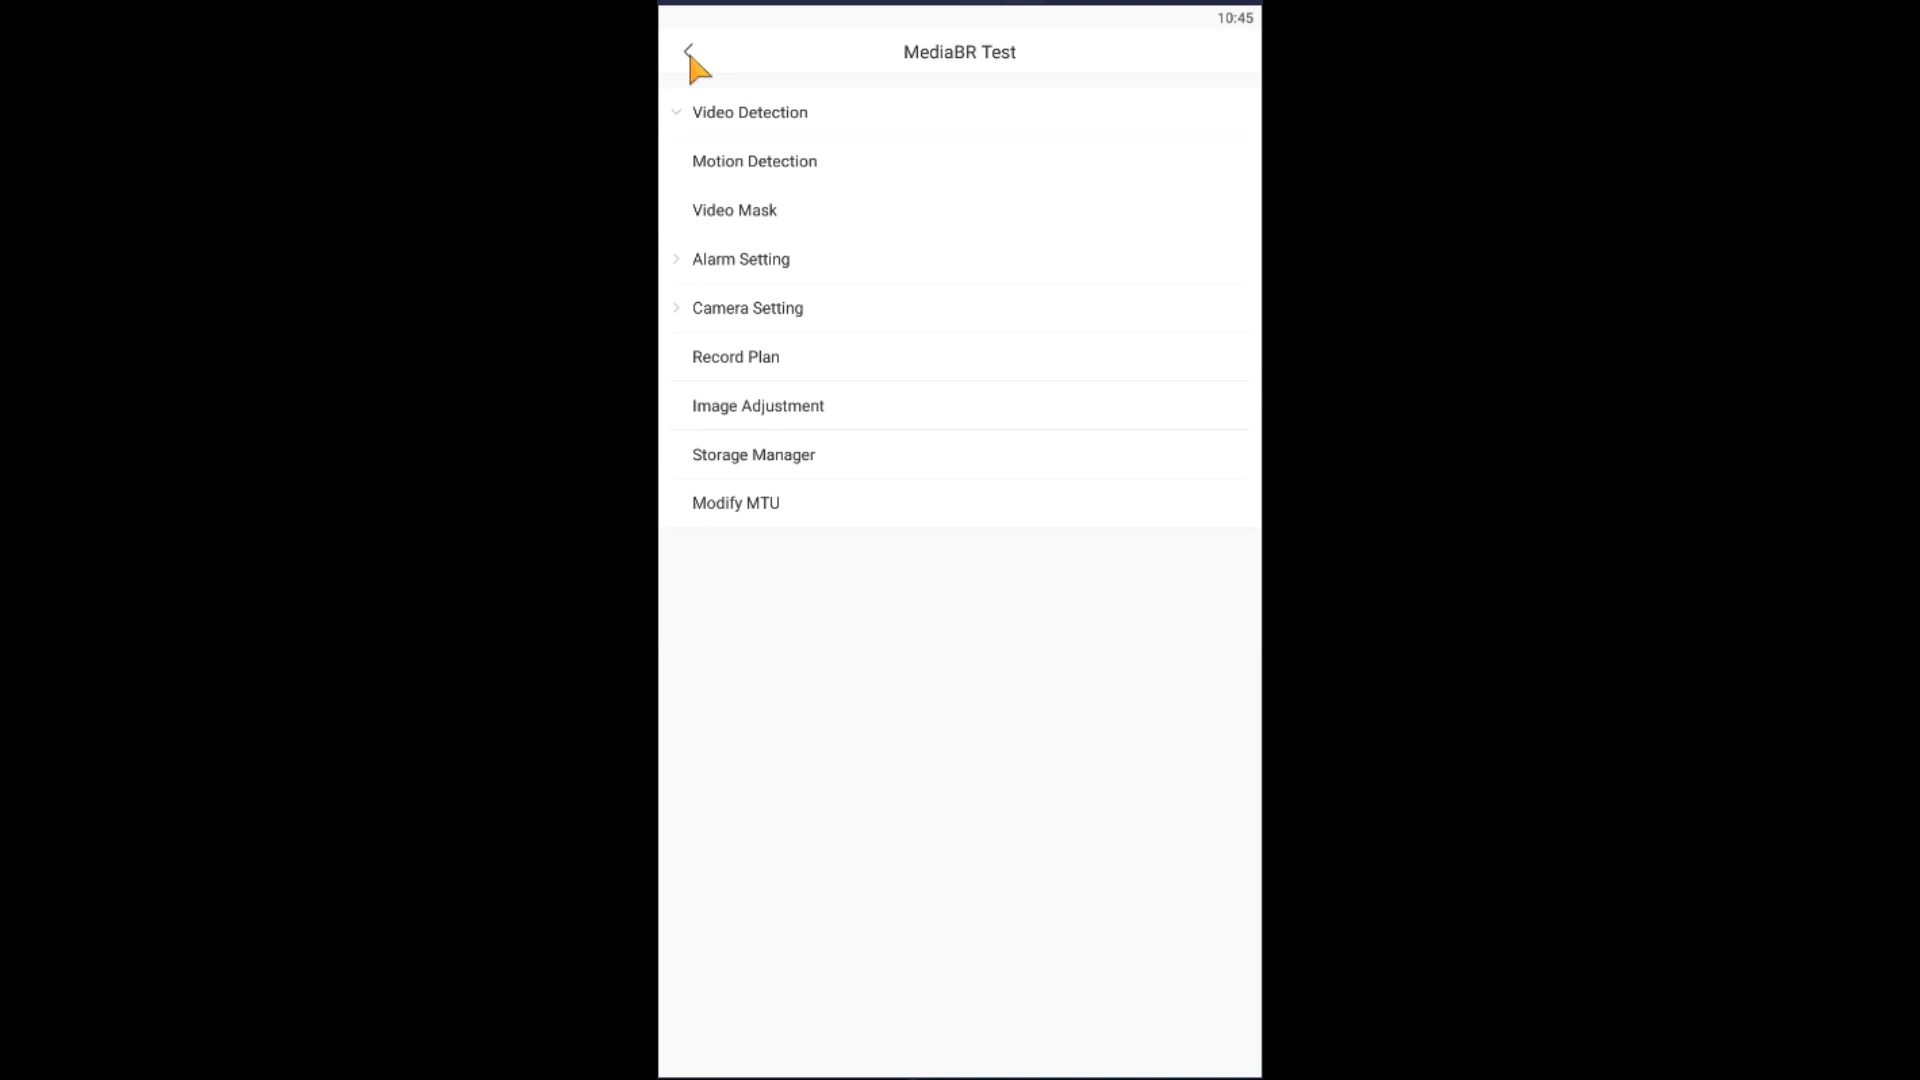 10:45
MediaBR Test
Video Detection
Motion Detection
Video Mask
Alarm Setting
Camera Setting
Record Plan
Image Adjustment
Storage Manager
Modify MTU